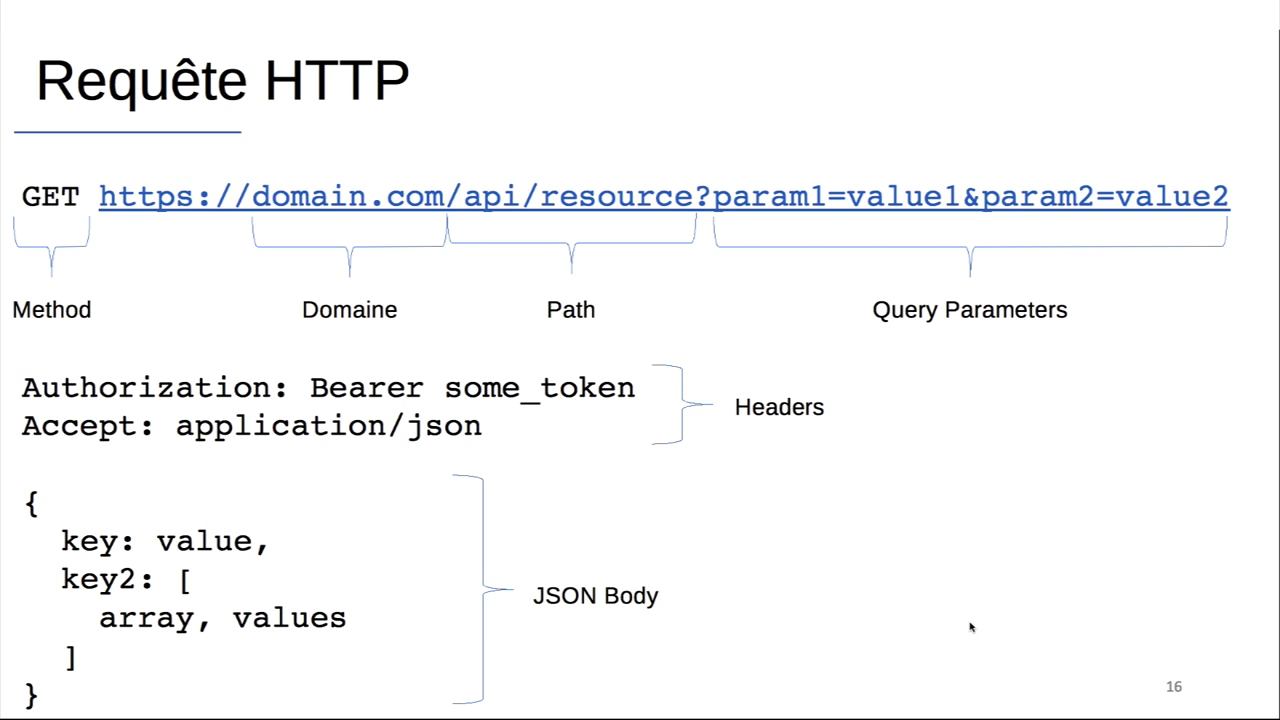 Requête HTTP
GET https://domain.com/api/resource?param1=value1&param2=value2
Method Domaine Path Query Parameters
Authorization: Bearer some_token
Accept: application/json
Headers
{
key: value,
key2: [
array, values
]
}
JSON Body
16